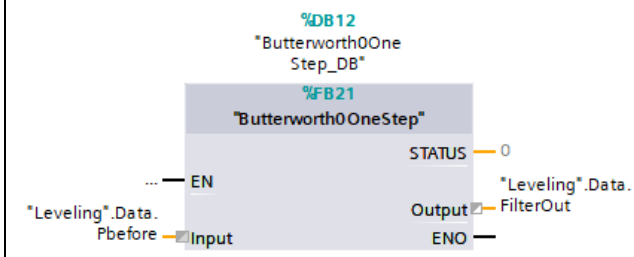 %DB12
"Butterworth0One
Step_DB"
%FB21
"Butterworth0OneStep"
STATUS
0
...
EN
"Leveling".Data.
Pbefore
Input
"Leveling".Data.
Output
FilterOut
ENO